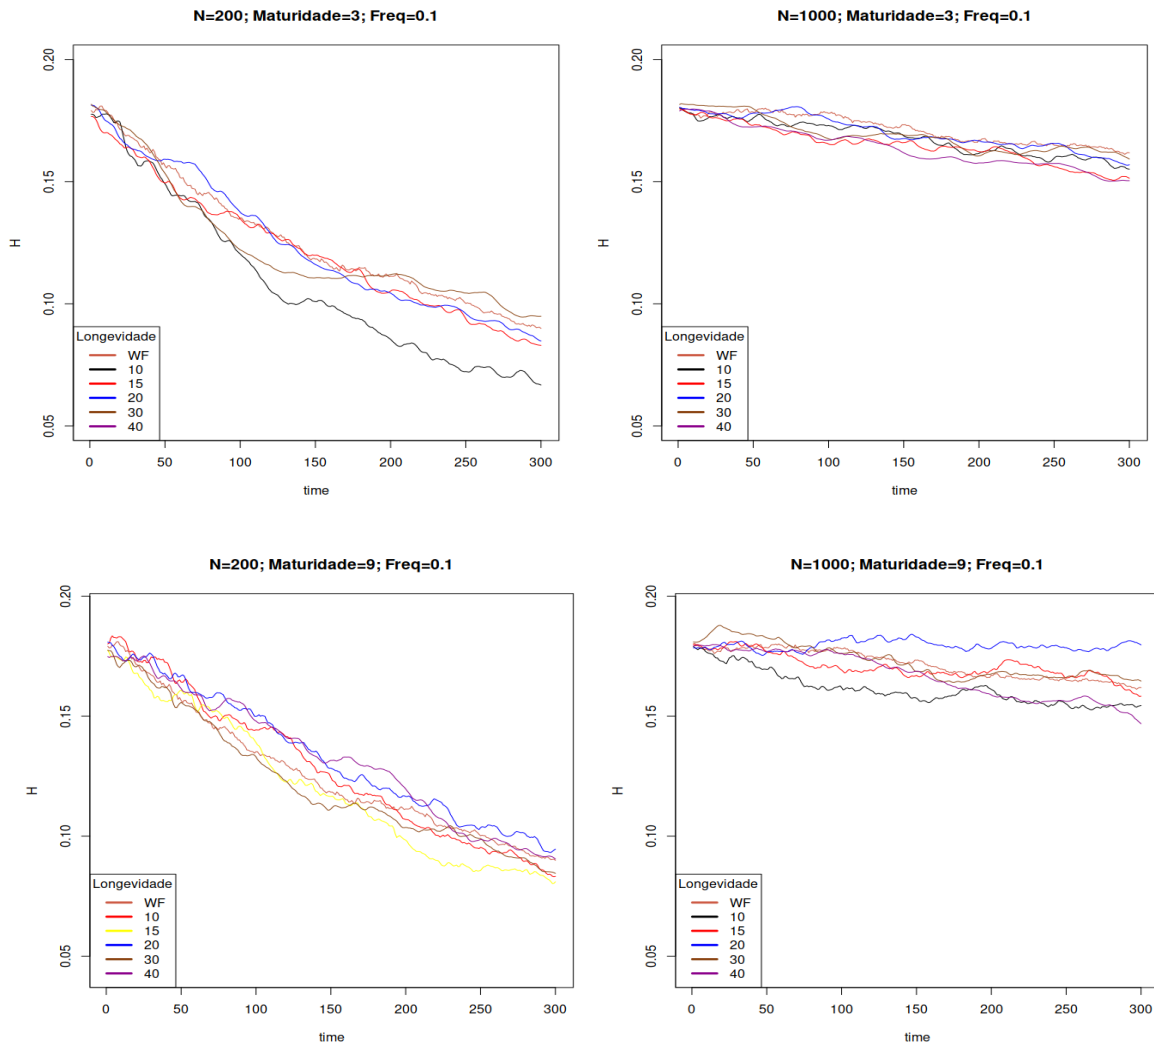 N=200; Maturidade=3; Freq=0.1
H
0.20
0.15
0.10
0.05
Longevidade
WF
10
15
20
30
40
0 50 100 150 200 250 300
time
N=1000; Maturidade=3; Freq=0.1
H
0.20
0.15
0.10
0.05
Longevidade
WF
10
15
20
30
40
0 50 100 150 200 250 300
time
N=200; Maturidade=9; Freq=0.1
H
0.20
0.15
0.10
0.05
Longevidade
WF
10
15
20
30
40
0 50 100 150 200 250 300
time
N=1000; Maturidade=9; Freq=0.1
H
0.20
0.15
0.10
0.05
Longevidade
WF
10
15
20
30
40
0 50 100 150 200 250 300
time